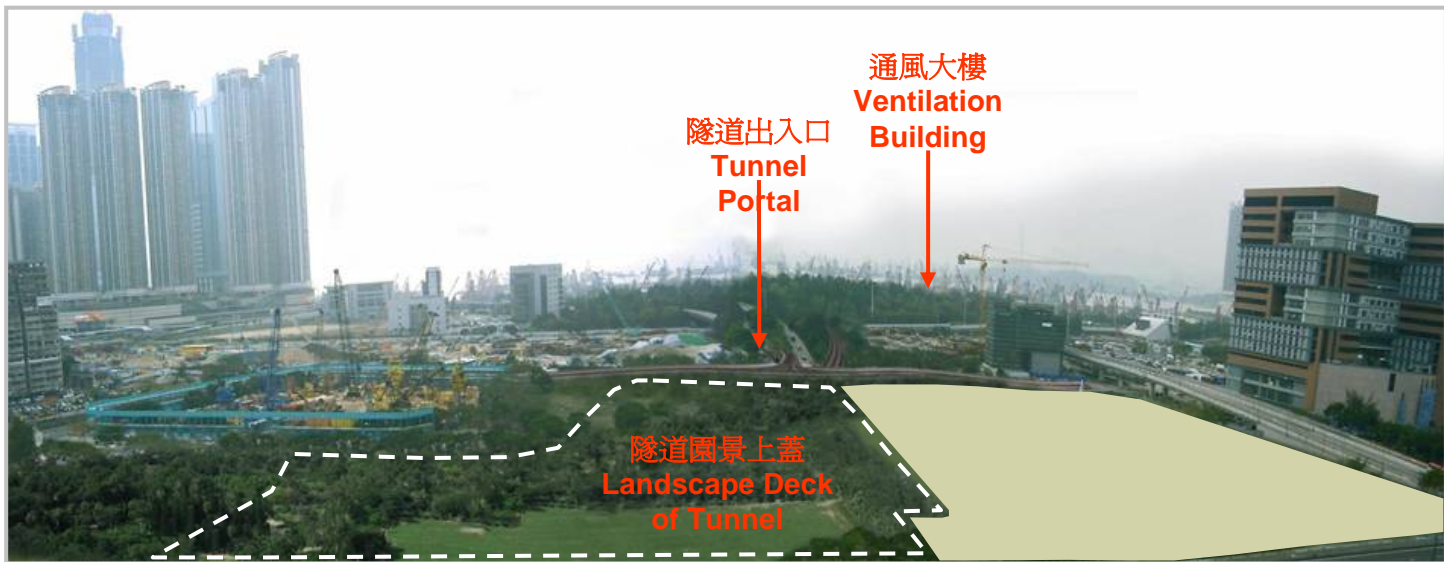 通風大樓
Ventilation
Building
隧道出入口
Tunnel
Portal
隧道園景上蓋
Landscape Deck
of Tunnel